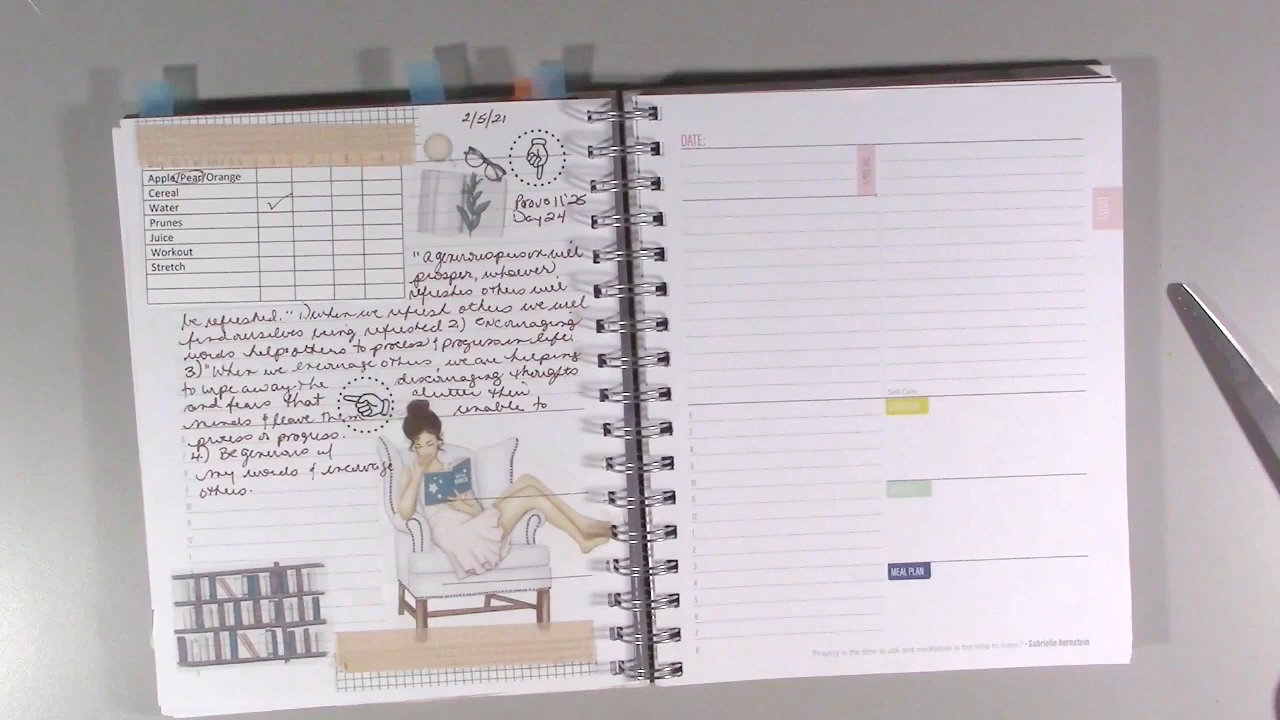 2/5/21
Apple/Pear/Orange
Cereal
Water
Prunes
Juice
Workout
Stretch
Prov 11:25
Day 24
"A generous person will
prosper, whoever
refreshes others will
be refreshed." 1) When we refresh others we will
find ourselves being refreshed 2) Encouraging
words helps others to process & progress in life.
3) "When we encourage others we are helping
to wipe away the discouraging thoughts
and fears that clutter their
minds & leave them unable to
process or progress.
4.) Be generous w/
my words & encourage
others.
DATE:
DAILY
Self-Care
MEAL PLAN
"Praying is the time to ask and meditation is the time to listen." - Gabrielle Bernstein